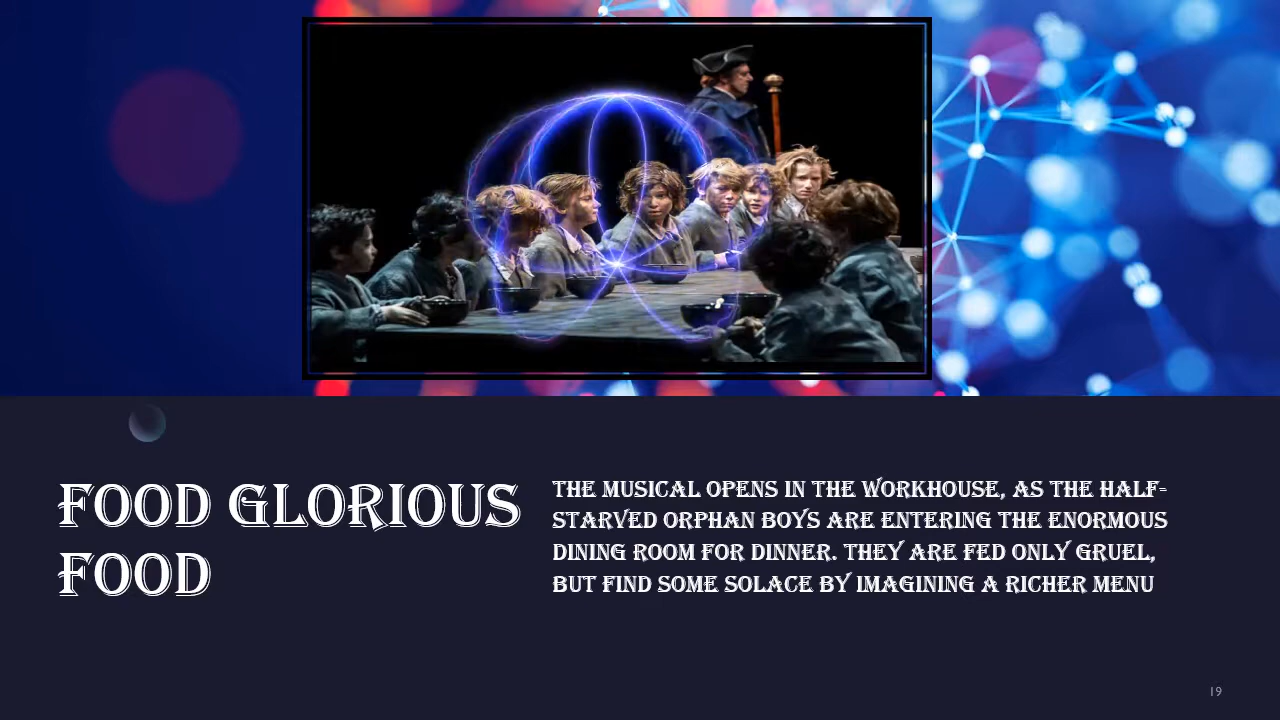 FOOD GLORIOUS
FOOD
THE MUSICAL OPENS IN THE WORKHOUSE, AS THE HALF-
STARVED ORPHAN BOYS ARE ENTERING THE ENORMOUS
DINING ROOM FOR DINNER. THEY ARE FED ONLY GRUEL,
BUT FIND SOME SOLACE BY IMAGINING A RICHER MENU
19